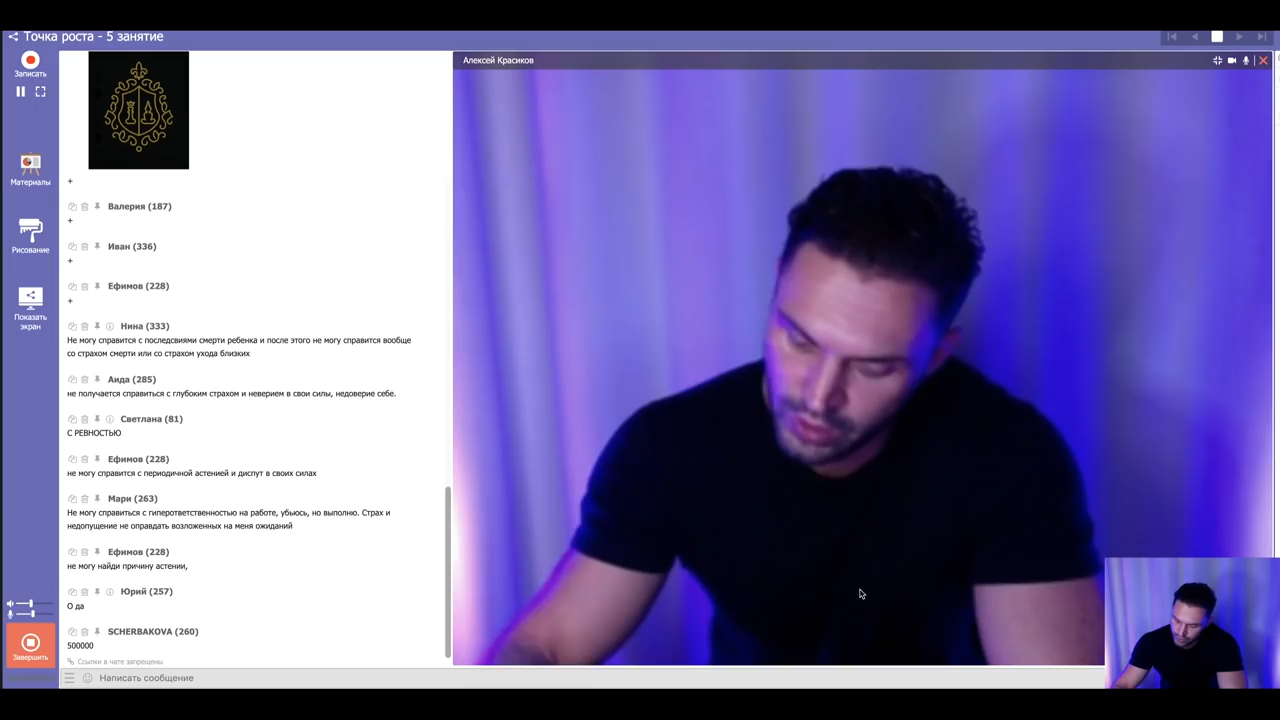 Точка роста - 5 занятие
Записать
Материалы
Рисование
Показать
экран
Завершить
+
Валерия (187)
+
Иван (336)
+
Ефимов (228)
+
Нина (333)
Не могу справится с последсвиями смерти ребенка и после этого не могу справится вообще
со страхом смерти или со страхом ухода близких
Аида (285)
не получается справиться с глубоким страхом и неверием в свои силы, недоверие себе.
Светлана (81)
С РЕВНОСТЬЮ
Ефимов (228)
не могу справится с периодичной астенией и диспут в своих силах
Мари (263)
Не могу справиться с гиперответственностью на работе, убьюсь, но выполню. Страх и
недопущение не оправдать возложенных на меня ожиданий
Ефимов (228)
не могу найди причину астении,
Юрий (257)
О да
SCHERBAKOVA (260)
500000
Ссылки в чате запрещены
Написать сообщение
Алексей Красиков